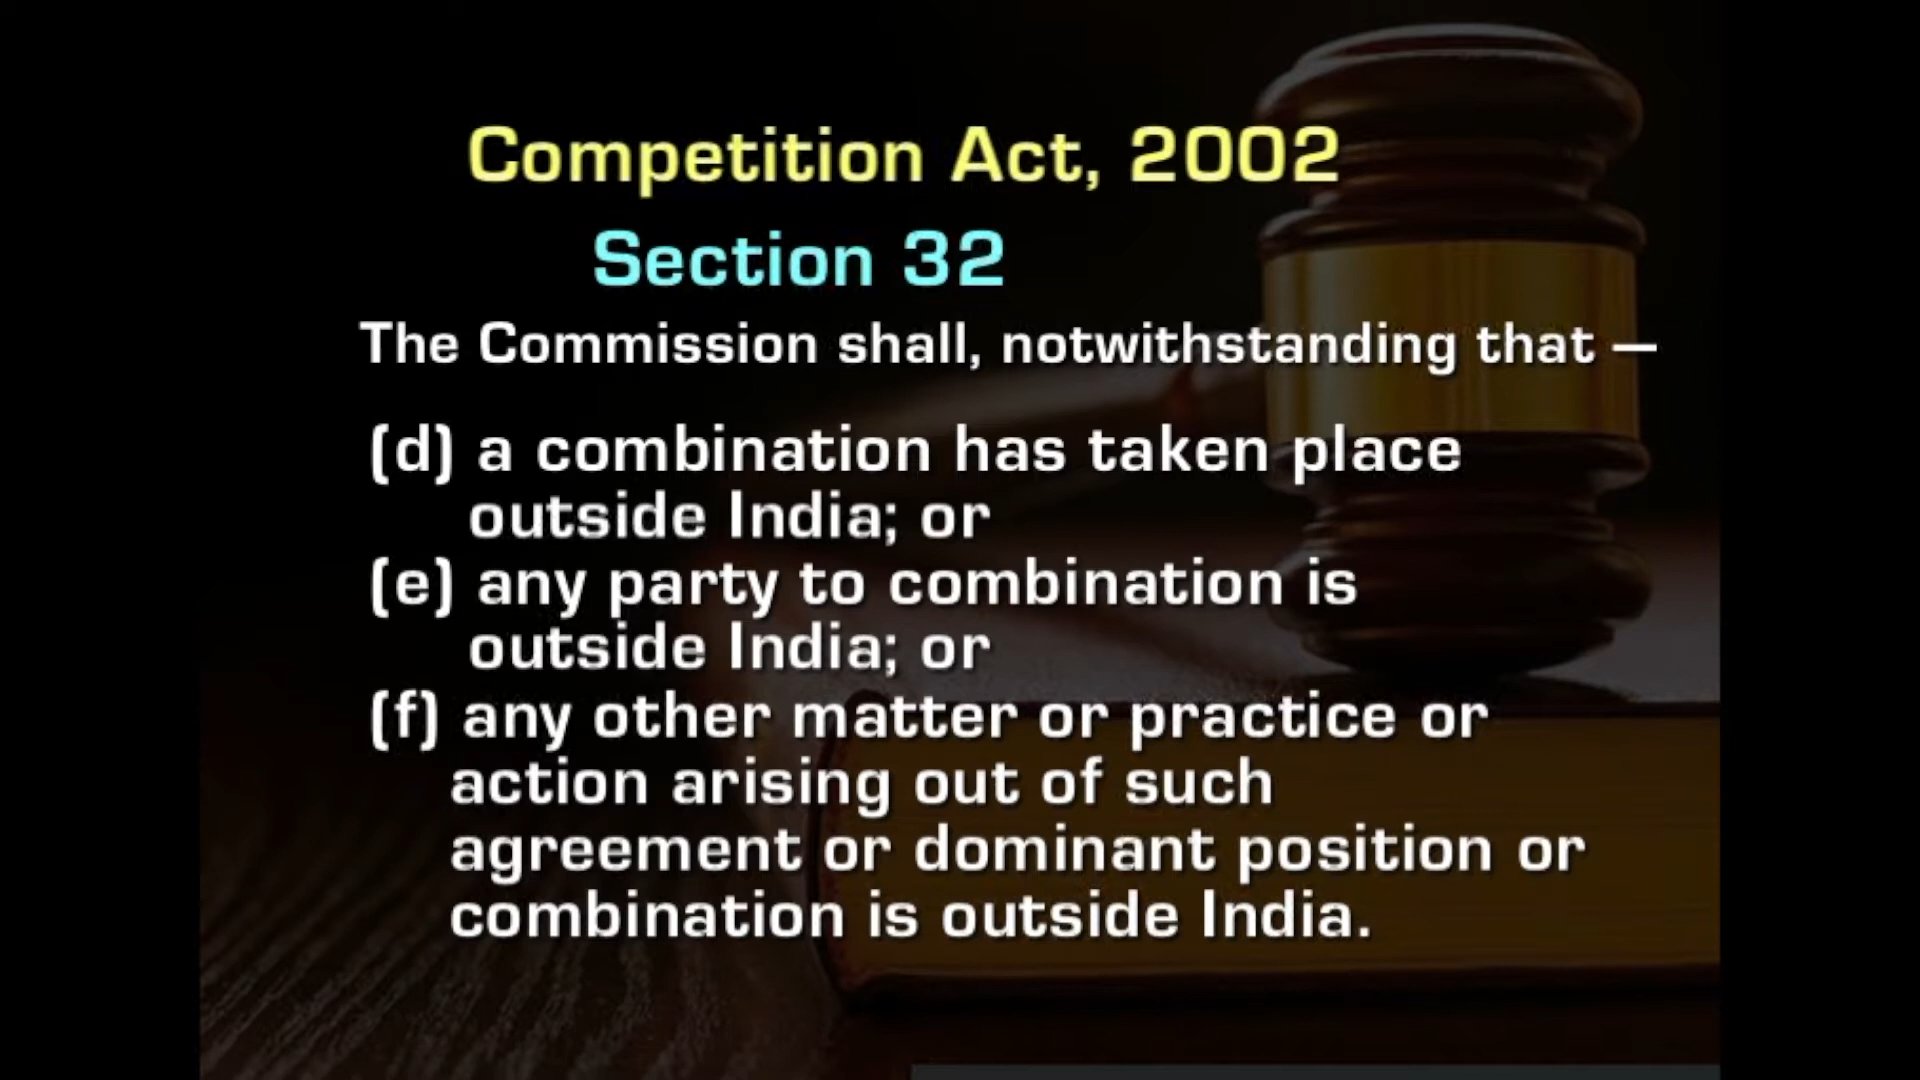 Competition Act, 2002
Section 32
The Commission shall, notwithstanding that —
(d) a combination has taken place
outside India; or
(e) any party to combination is
outside India; or
(f) any other matter or practice or
action arising out of such
agreement or dominant position or
combination is outside India.